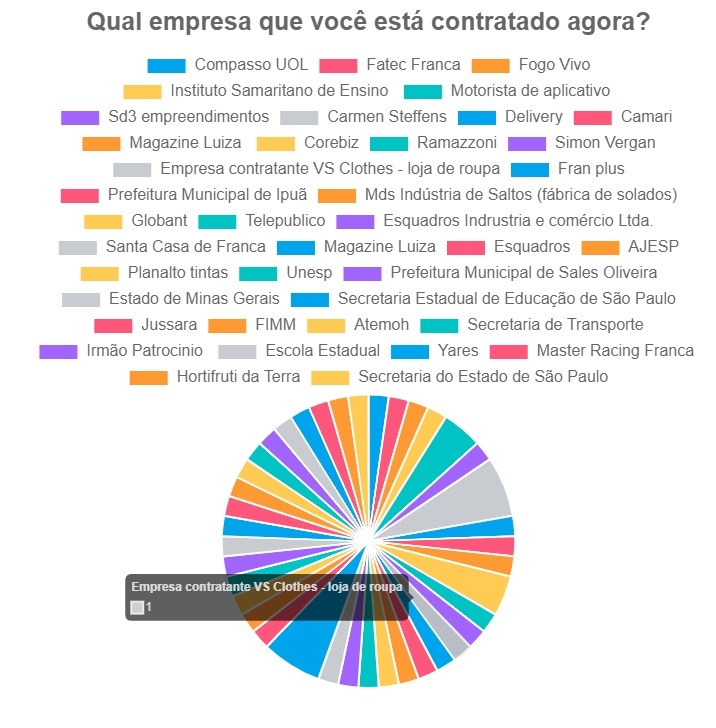 Qual empresa que você está contratado agora?
Compasso UOL Fatec Franca Fogo Vivo
Instituto Samaritano de Ensino Motorista de aplicativo
Sd3 empreendimentos Carmen Steffens Delivery Camari
Magazine Luiza Corebiz Ramazzoni Simon Vergan
Empresa contratante VS Clothes - loja de roupa Fran plus
Prefeitura Municipal de Ipuã Mds Indústria de Saltos (fábrica de solados)
Globant Telepublico Esquadros Indrustria e comércio Ltda.
Santa Casa de Franca Magazine Luiza Esquadros AJESP
Planalto tintas Unesp Prefeitura Municipal de Sales Oliveira
Estado de Minas Gerais Secretaria Estadual de Educação de São Paulo
Jussara FIMM Atemoh Secretaria de Transporte
Irmão Patrocinio Escola Estadual Yares Master Racing Franca
Hortifruti da Terra Secretaria do Estado de São Paulo
Empresa contratante VS Clothes - loja de roupa
1